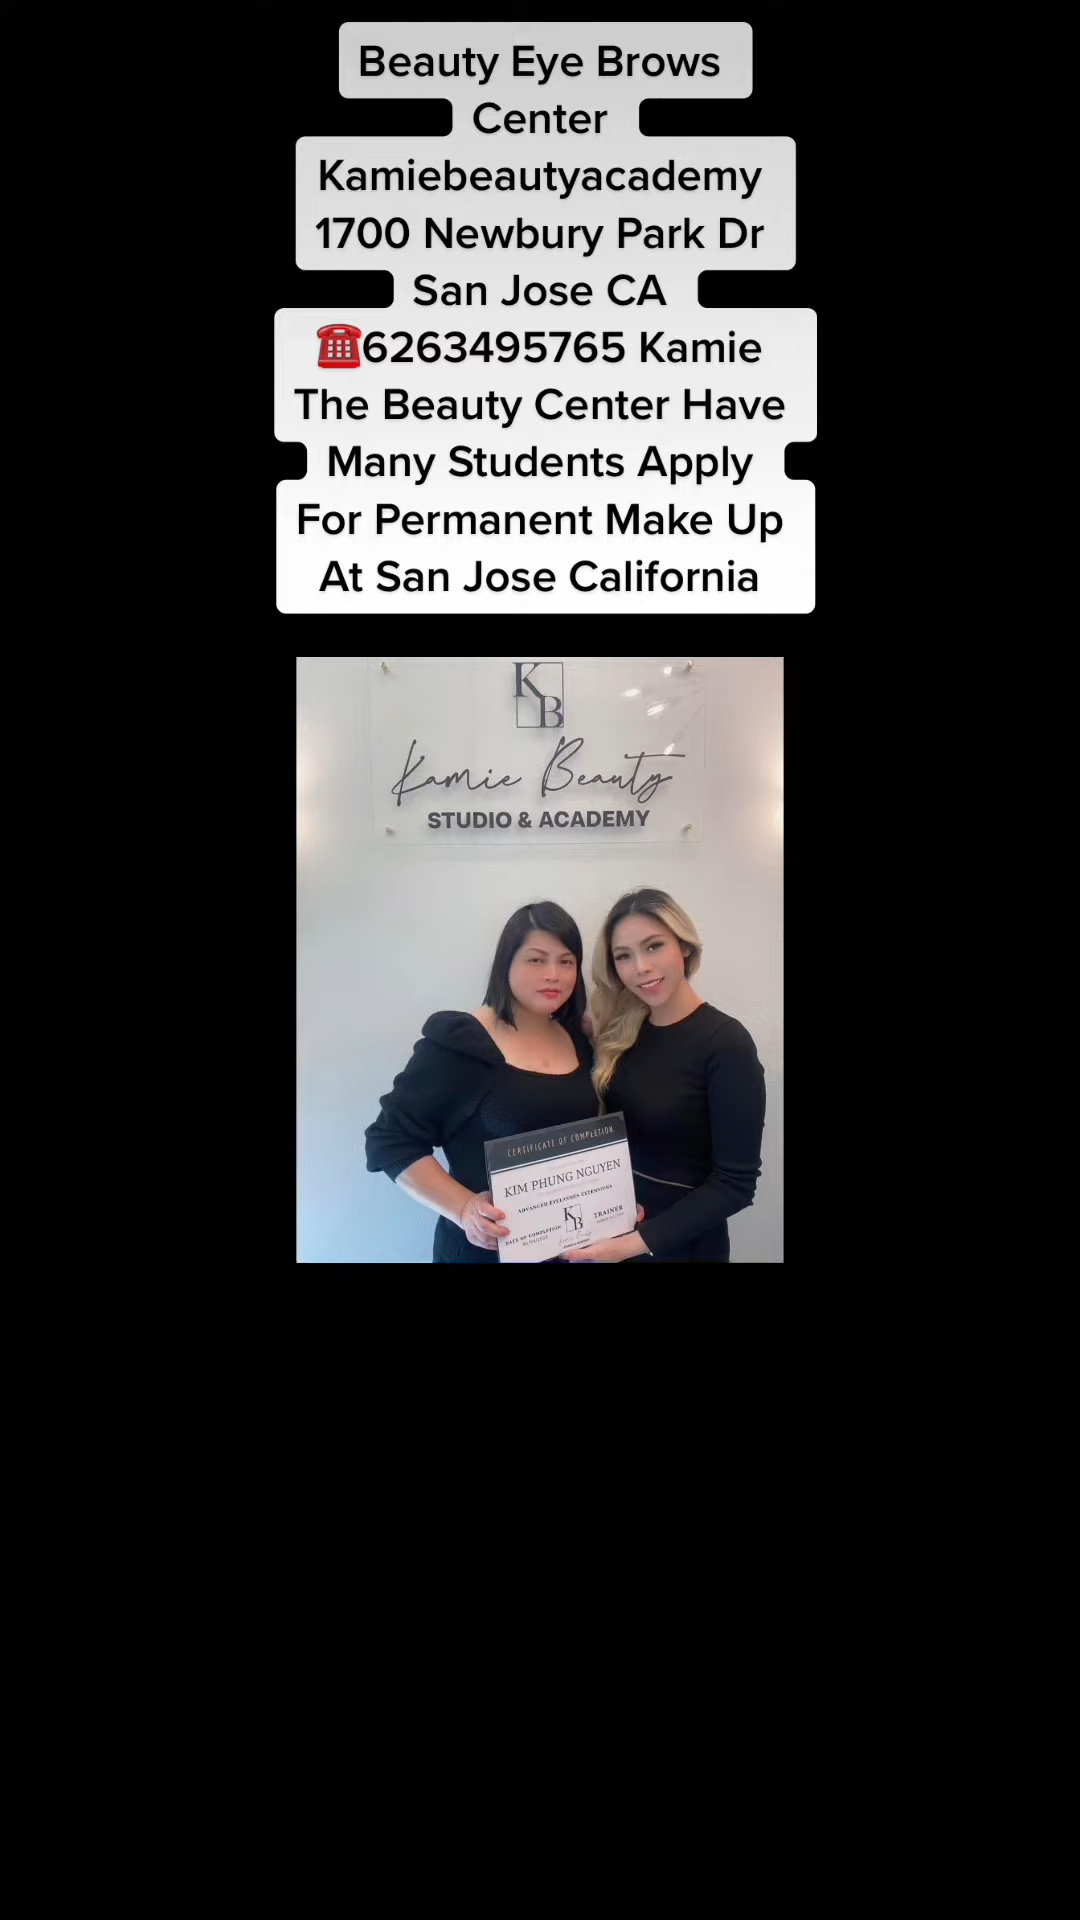 Beauty Eye Brows
Center
Kamiebeautyacademy
1700 Newbury Park Dr
San Jose CA
☎️6263495765 Kamie
The Beauty Center Have
Many Students Apply
For Permanent Make Up
At San Jose California
K
B
Kamie Beauty
STUDIO & ACADEMY
CERTIFICATE OF COMPLETION
KIM PHUNG NGUYEN
ADVANCED EYELASHES EXTENSIONS
KB
DATE OF COMPLETION
TRAINER